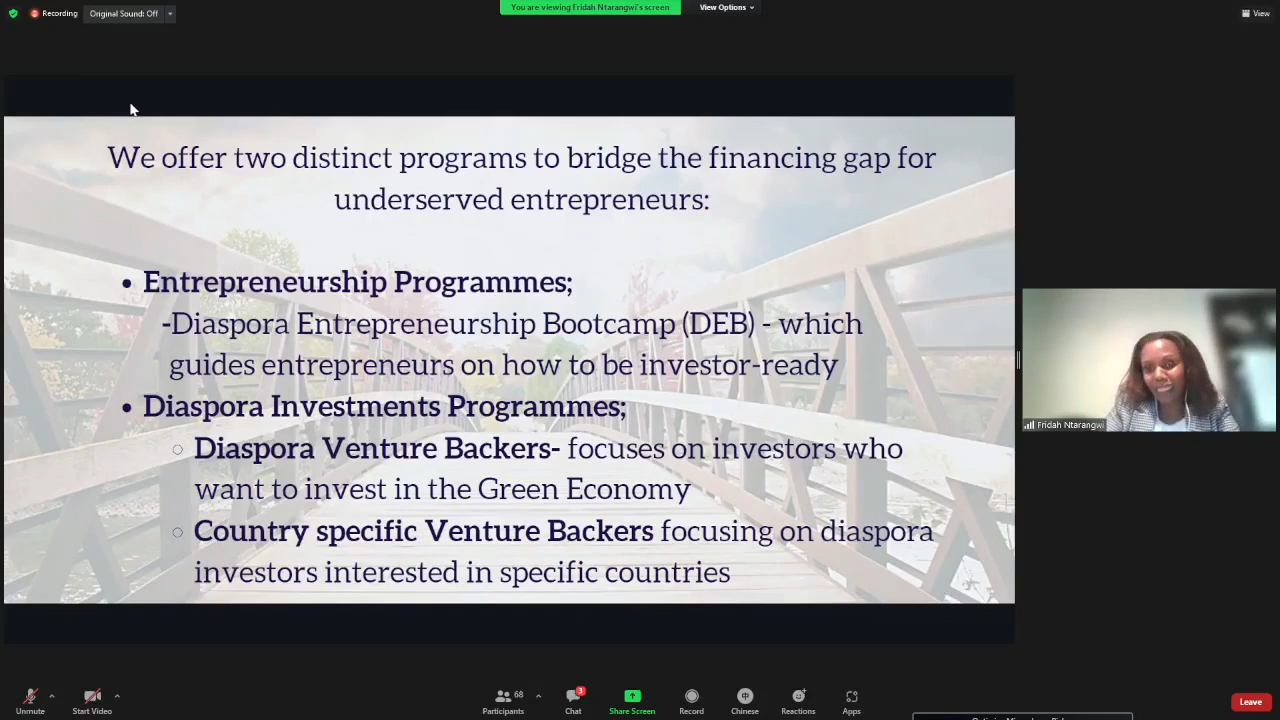 Recording
Original Sound: Off
You are viewing Fridah Ntarangwi's screen
View Options
View
We offer two distinct programs to bridge the financing gap for
underserved entrepreneurs:
• Entrepreneurship Programmes;
-Diaspora Entrepreneurship Bootcamp (DEB) - which
guides entrepreneurs on how to be investor-ready
• Diaspora Investments Programmes;
○ Diaspora Venture Backers- focuses on investors who
want to invest in the Green Economy
○ Country specific Venture Backers focusing on diaspora
investors interested in specific countries
Fridah Ntarangwi
Unmute
Start Video
68
Participants
3
Chat
Share Screen
Record
中
Chinese
Reactions
Apps
Leave